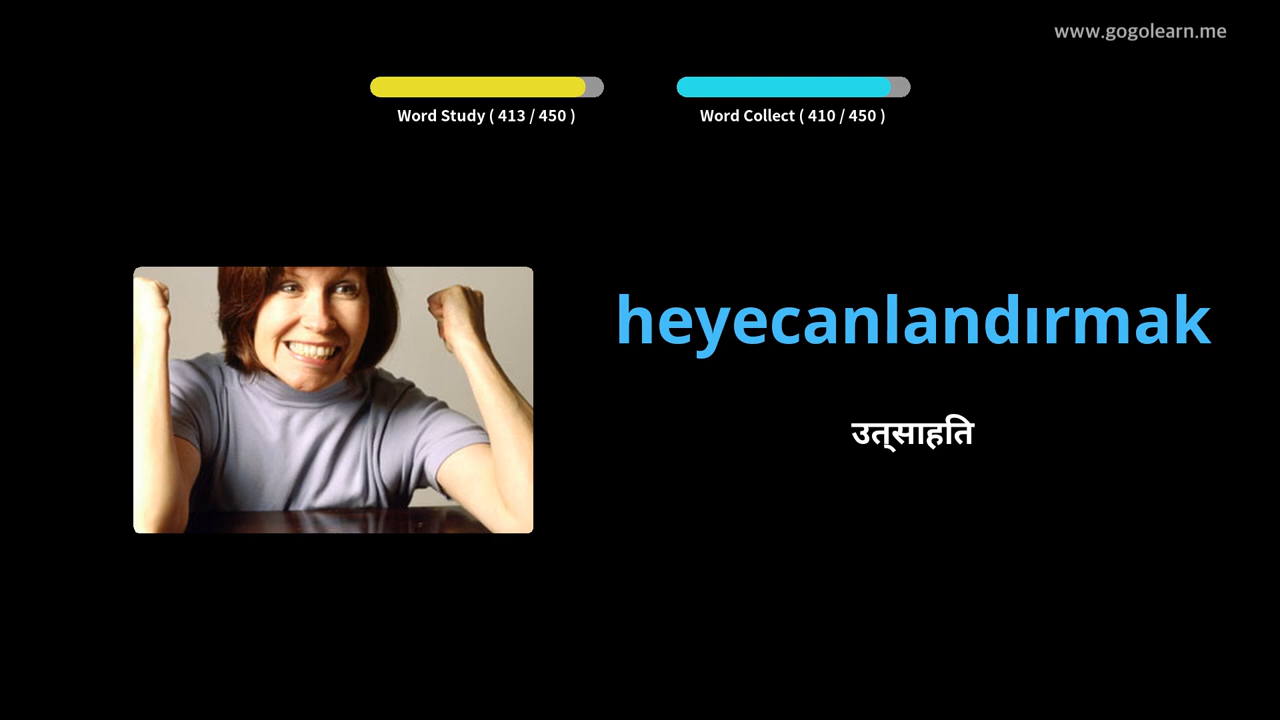 www.gogolearn.me
Word Study ( 413 / 450 )
Word Collect ( 410 / 450 )
heyecanlandırmak
उत्साहति